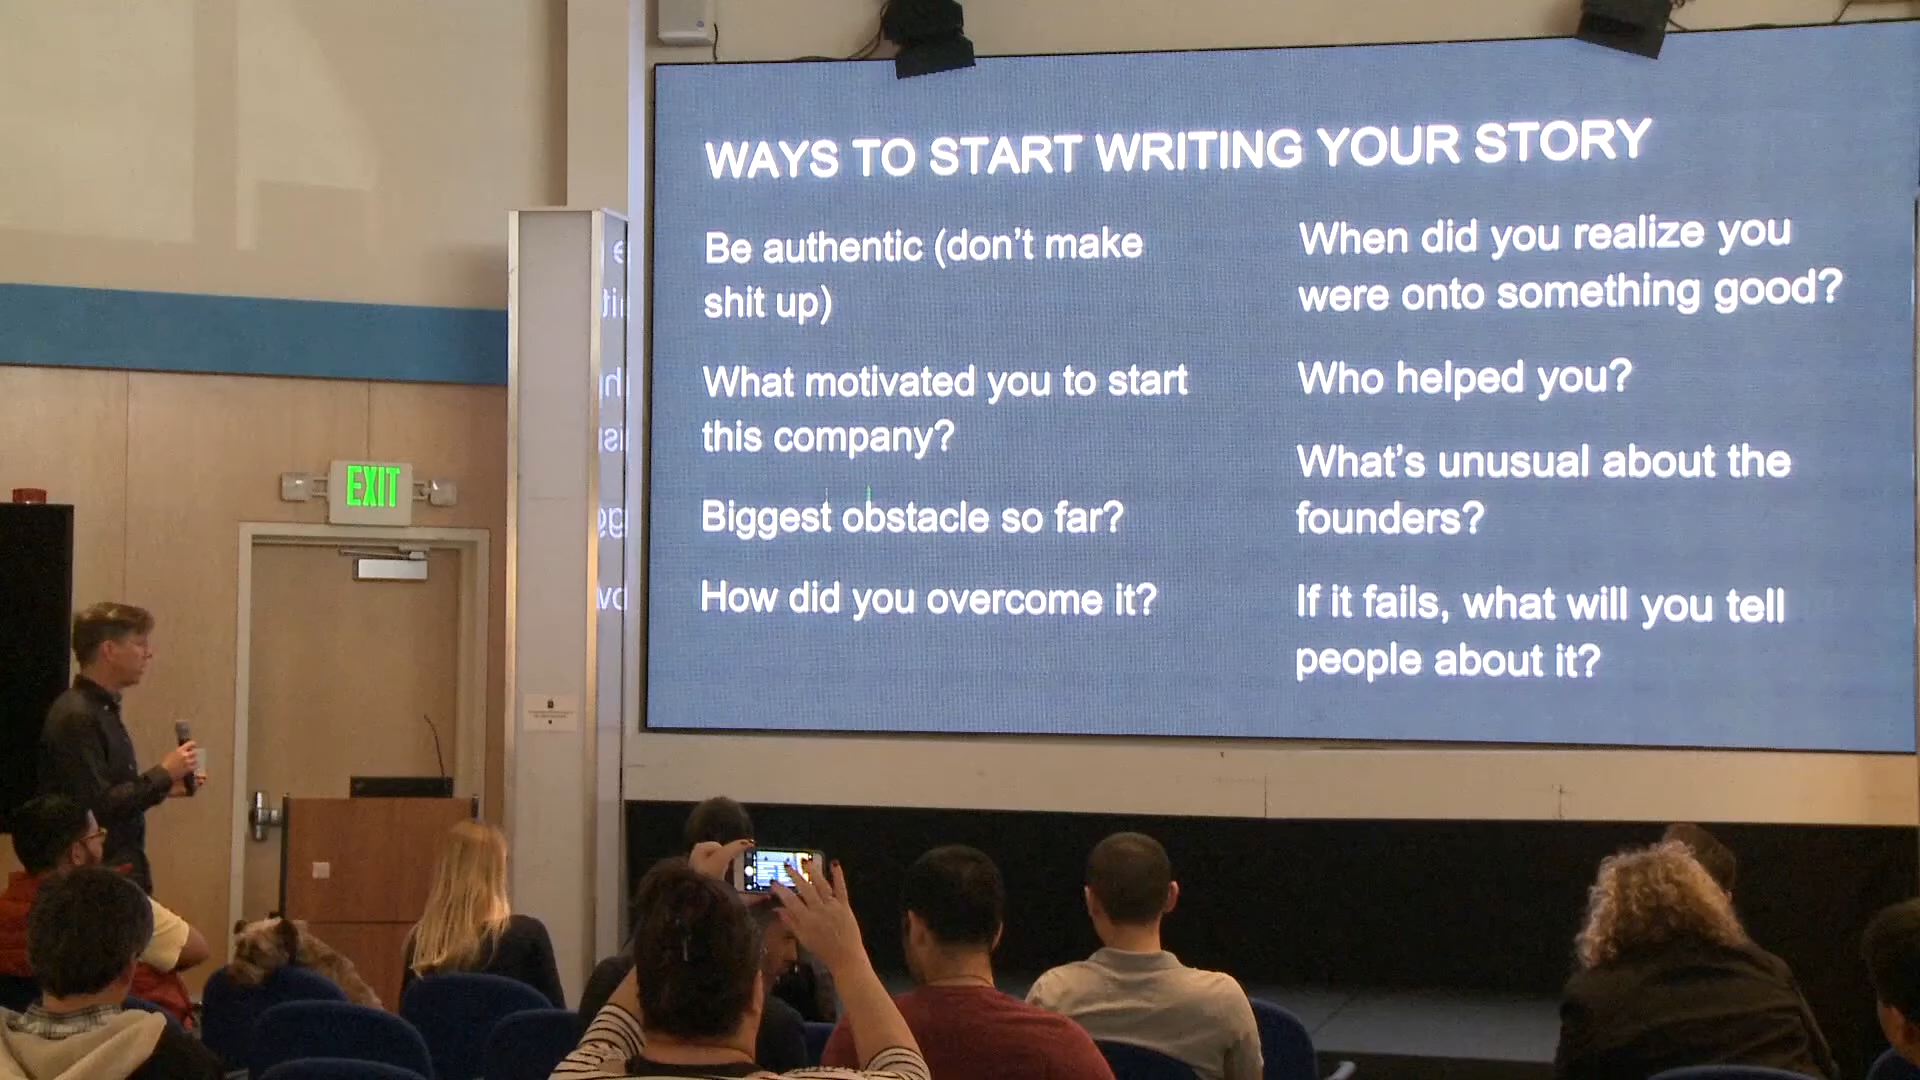 WAYS TO START WRITING YOUR STORY
Be authentic (don't make
shit up)
What motivated you to start
this company?
Biggest obstacle so far?
How did you overcome it?
When did you realize you
were onto something good?
Who helped you?
What's unusual about the
founders?
If it fails, what will you tell
people about it?
EXIT